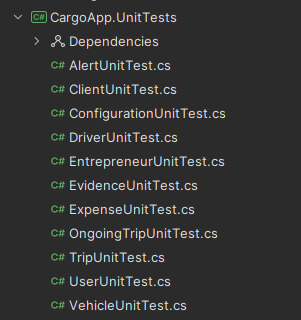 CargoApp.UnitTests
Dependencies
C# AlertUnitTest.cs
C# ClientUnitTest.cs
C# ConfigurationUnitTest.cs
C# DriverUnitTest.cs
C# EntrepreneurUnitTest.cs
C# EvidenceUnitTest.cs
C# ExpenseUnitTest.cs
C# OngoingTripUnitTest.cs
C# TripUnitTest.cs
C# UserUnitTest.cs
C# VehicleUnitTest.cs